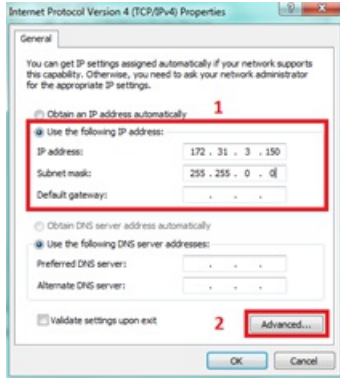 Internet Protocol Version 4 (TCP/IPv4) Properties
General
You can get IP settings assigned automatically if your network supports
this capability. Otherwise, you need to ask your network administrator
for the appropriate IP settings.
Obtain an IP address automatically
1
Use the following IP address:
IP address: 172 . 31 . 3 . 150
Subnet mask: 255 . 255 . 0 . 0
Default gateway: . . .
Obtain DNS server address automatically
Use the following DNS server addresses:
Preferred DNS server: . . .
Alternate DNS server: . . .
Validate settings upon exit
2
Advanced...
OK Cancel